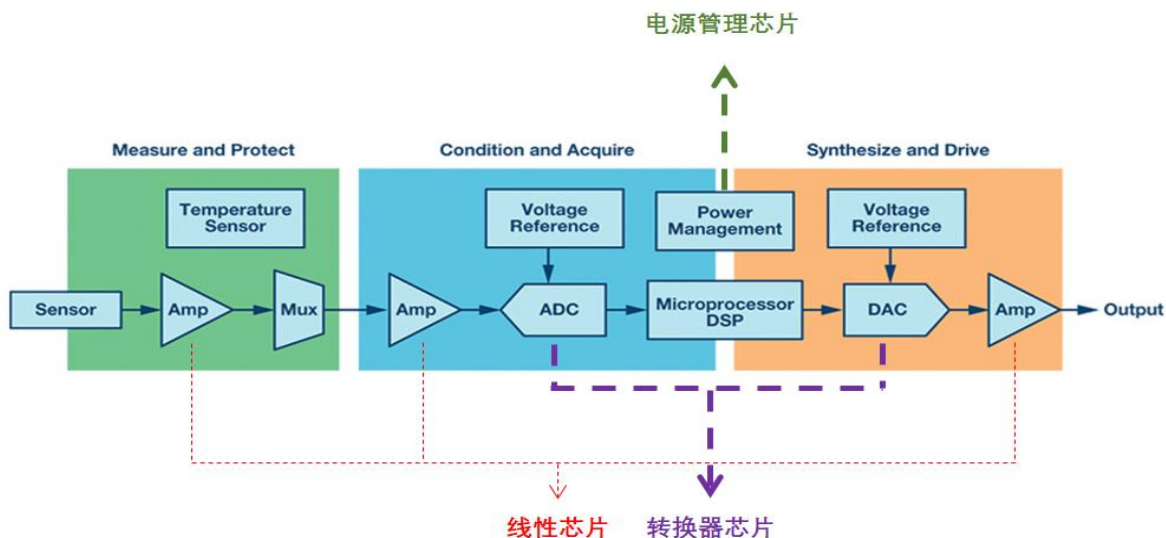 电源管理芯片
Measure and Protect
Condition and Acquire
Synthesize and Drive
Temperature
Sensor
Voltage
Reference
Power
Management
Voltage
Reference
Sensor
Amp
Mux
Amp
ADC
Microprocessor
DSP
DAC
Amp
Output
线性芯片
转换器芯片